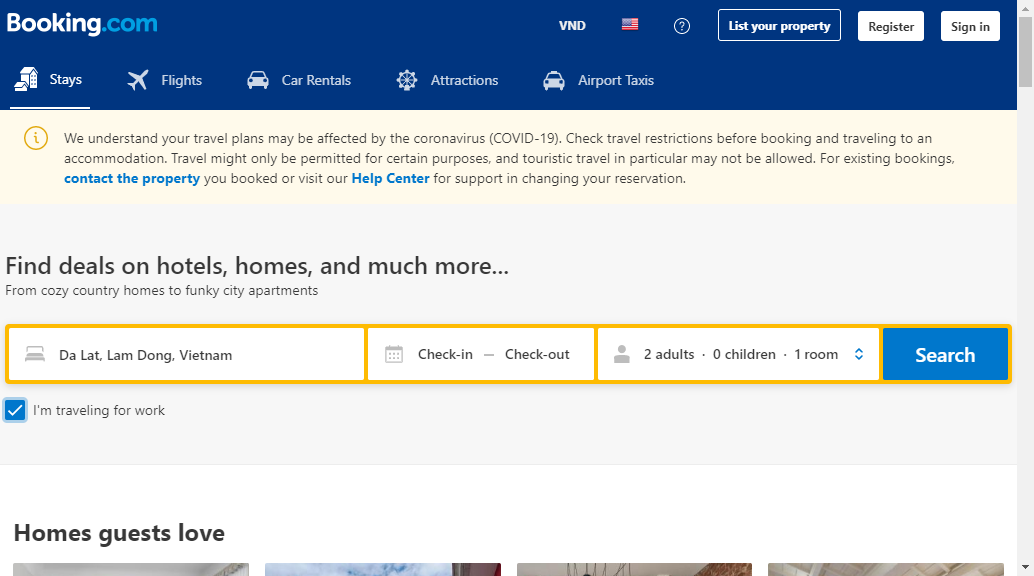 Booking.com
VND
List your property
Register
Sign in
Stays
Flights
Car Rentals
Attractions
Airport Taxis
We understand your travel plans may be affected by the coronavirus (COVID-19). Check travel restrictions before booking and traveling to an
accommodation. Travel might only be permitted for certain purposes, and touristic travel in particular may not be allowed. For existing bookings,
contact the property you booked or visit our Help Center for support in changing your reservation.
Find deals on hotels, homes, and much more...
From cozy country homes to funky city apartments
Da Lat, Lam Dong, Vietnam
Check-in — Check-out
2 adults · 0 children · 1 room
Search
I'm traveling for work
Homes guests love